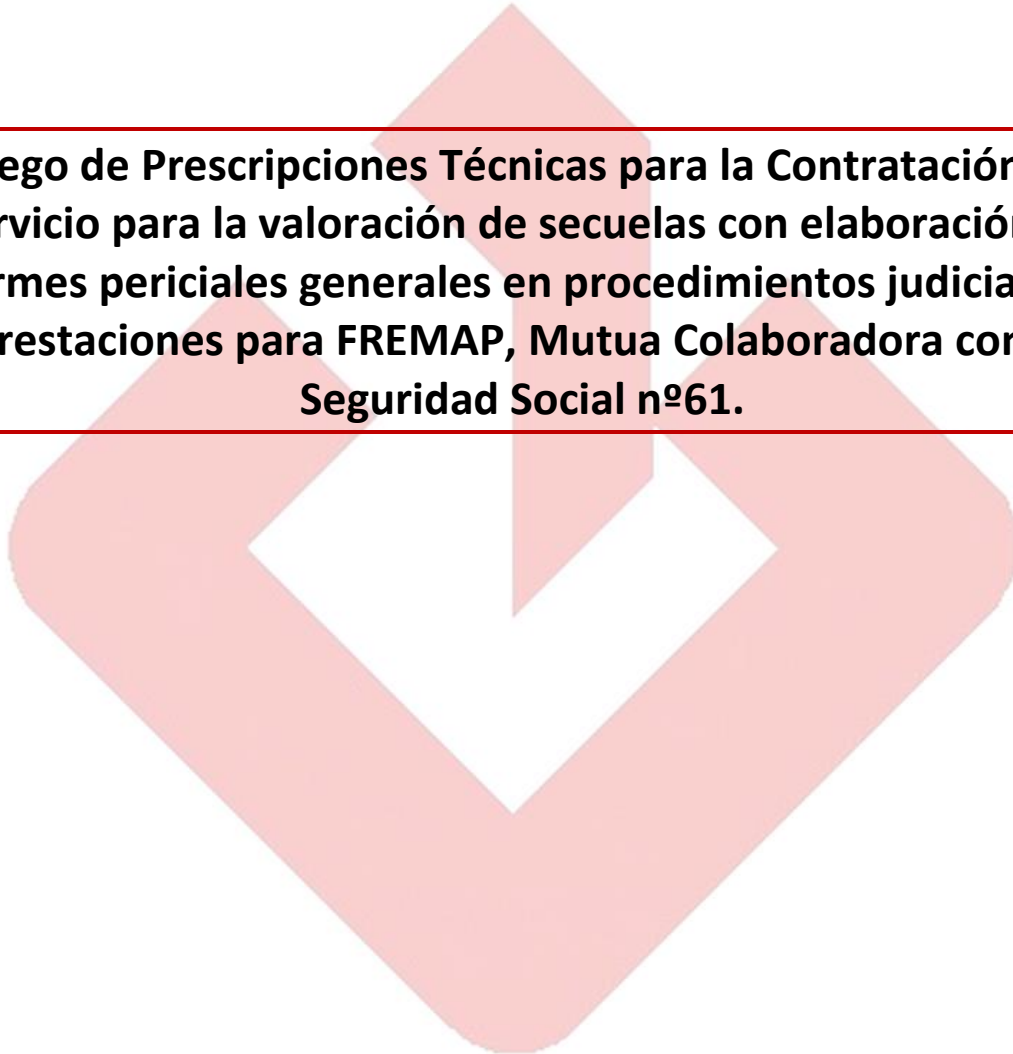 ego de Prescripciones Técnicas para la Contratación
rvicio para la valoración de secuelas con elaboración
rmes periciales generales en procedimientos judicia
restaciones para FREMAP, Mutua Colaboradora con
Seguridad Social nº61.